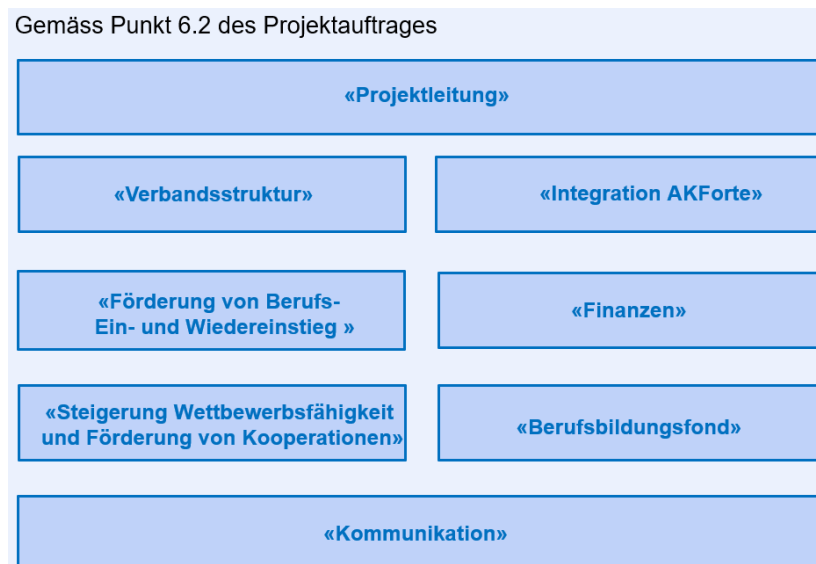 Gemäss Punkt 6.2 des Projektauftrages
«Projektleitung»
«Verbandsstruktur»
«Integration AKForte»
«Förderung von Berufs-
Ein- und Wiedereinstieg »
«Finanzen»
«Steigerung Wettbewerbsfähigkeit
und Förderung von Kooperationen»
«Berufsbildungsfond»
«Kommunikation»